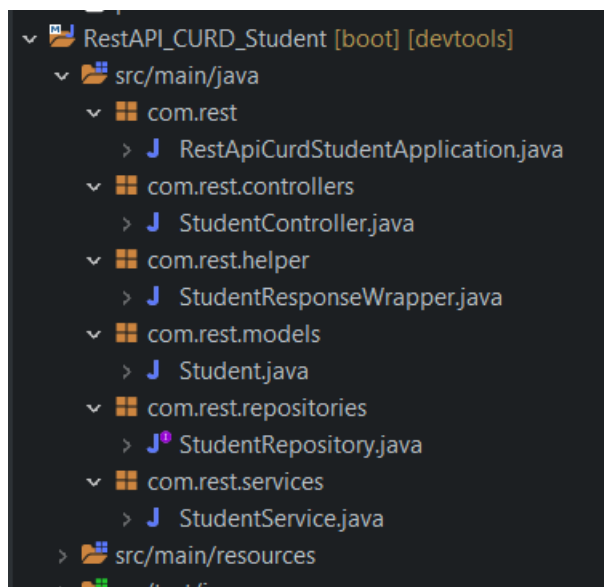 RestAPI_CURD_Student [boot] [devtools]
src/main/java
com.rest
RestApiCurdStudentApplication.java
com.rest.controllers
StudentController.java
com.rest.helper
StudentResponseWrapper.java
com.rest.models
Student.java
com.rest.repositories
StudentRepository.java
com.rest.services
StudentService.java
src/main/resources